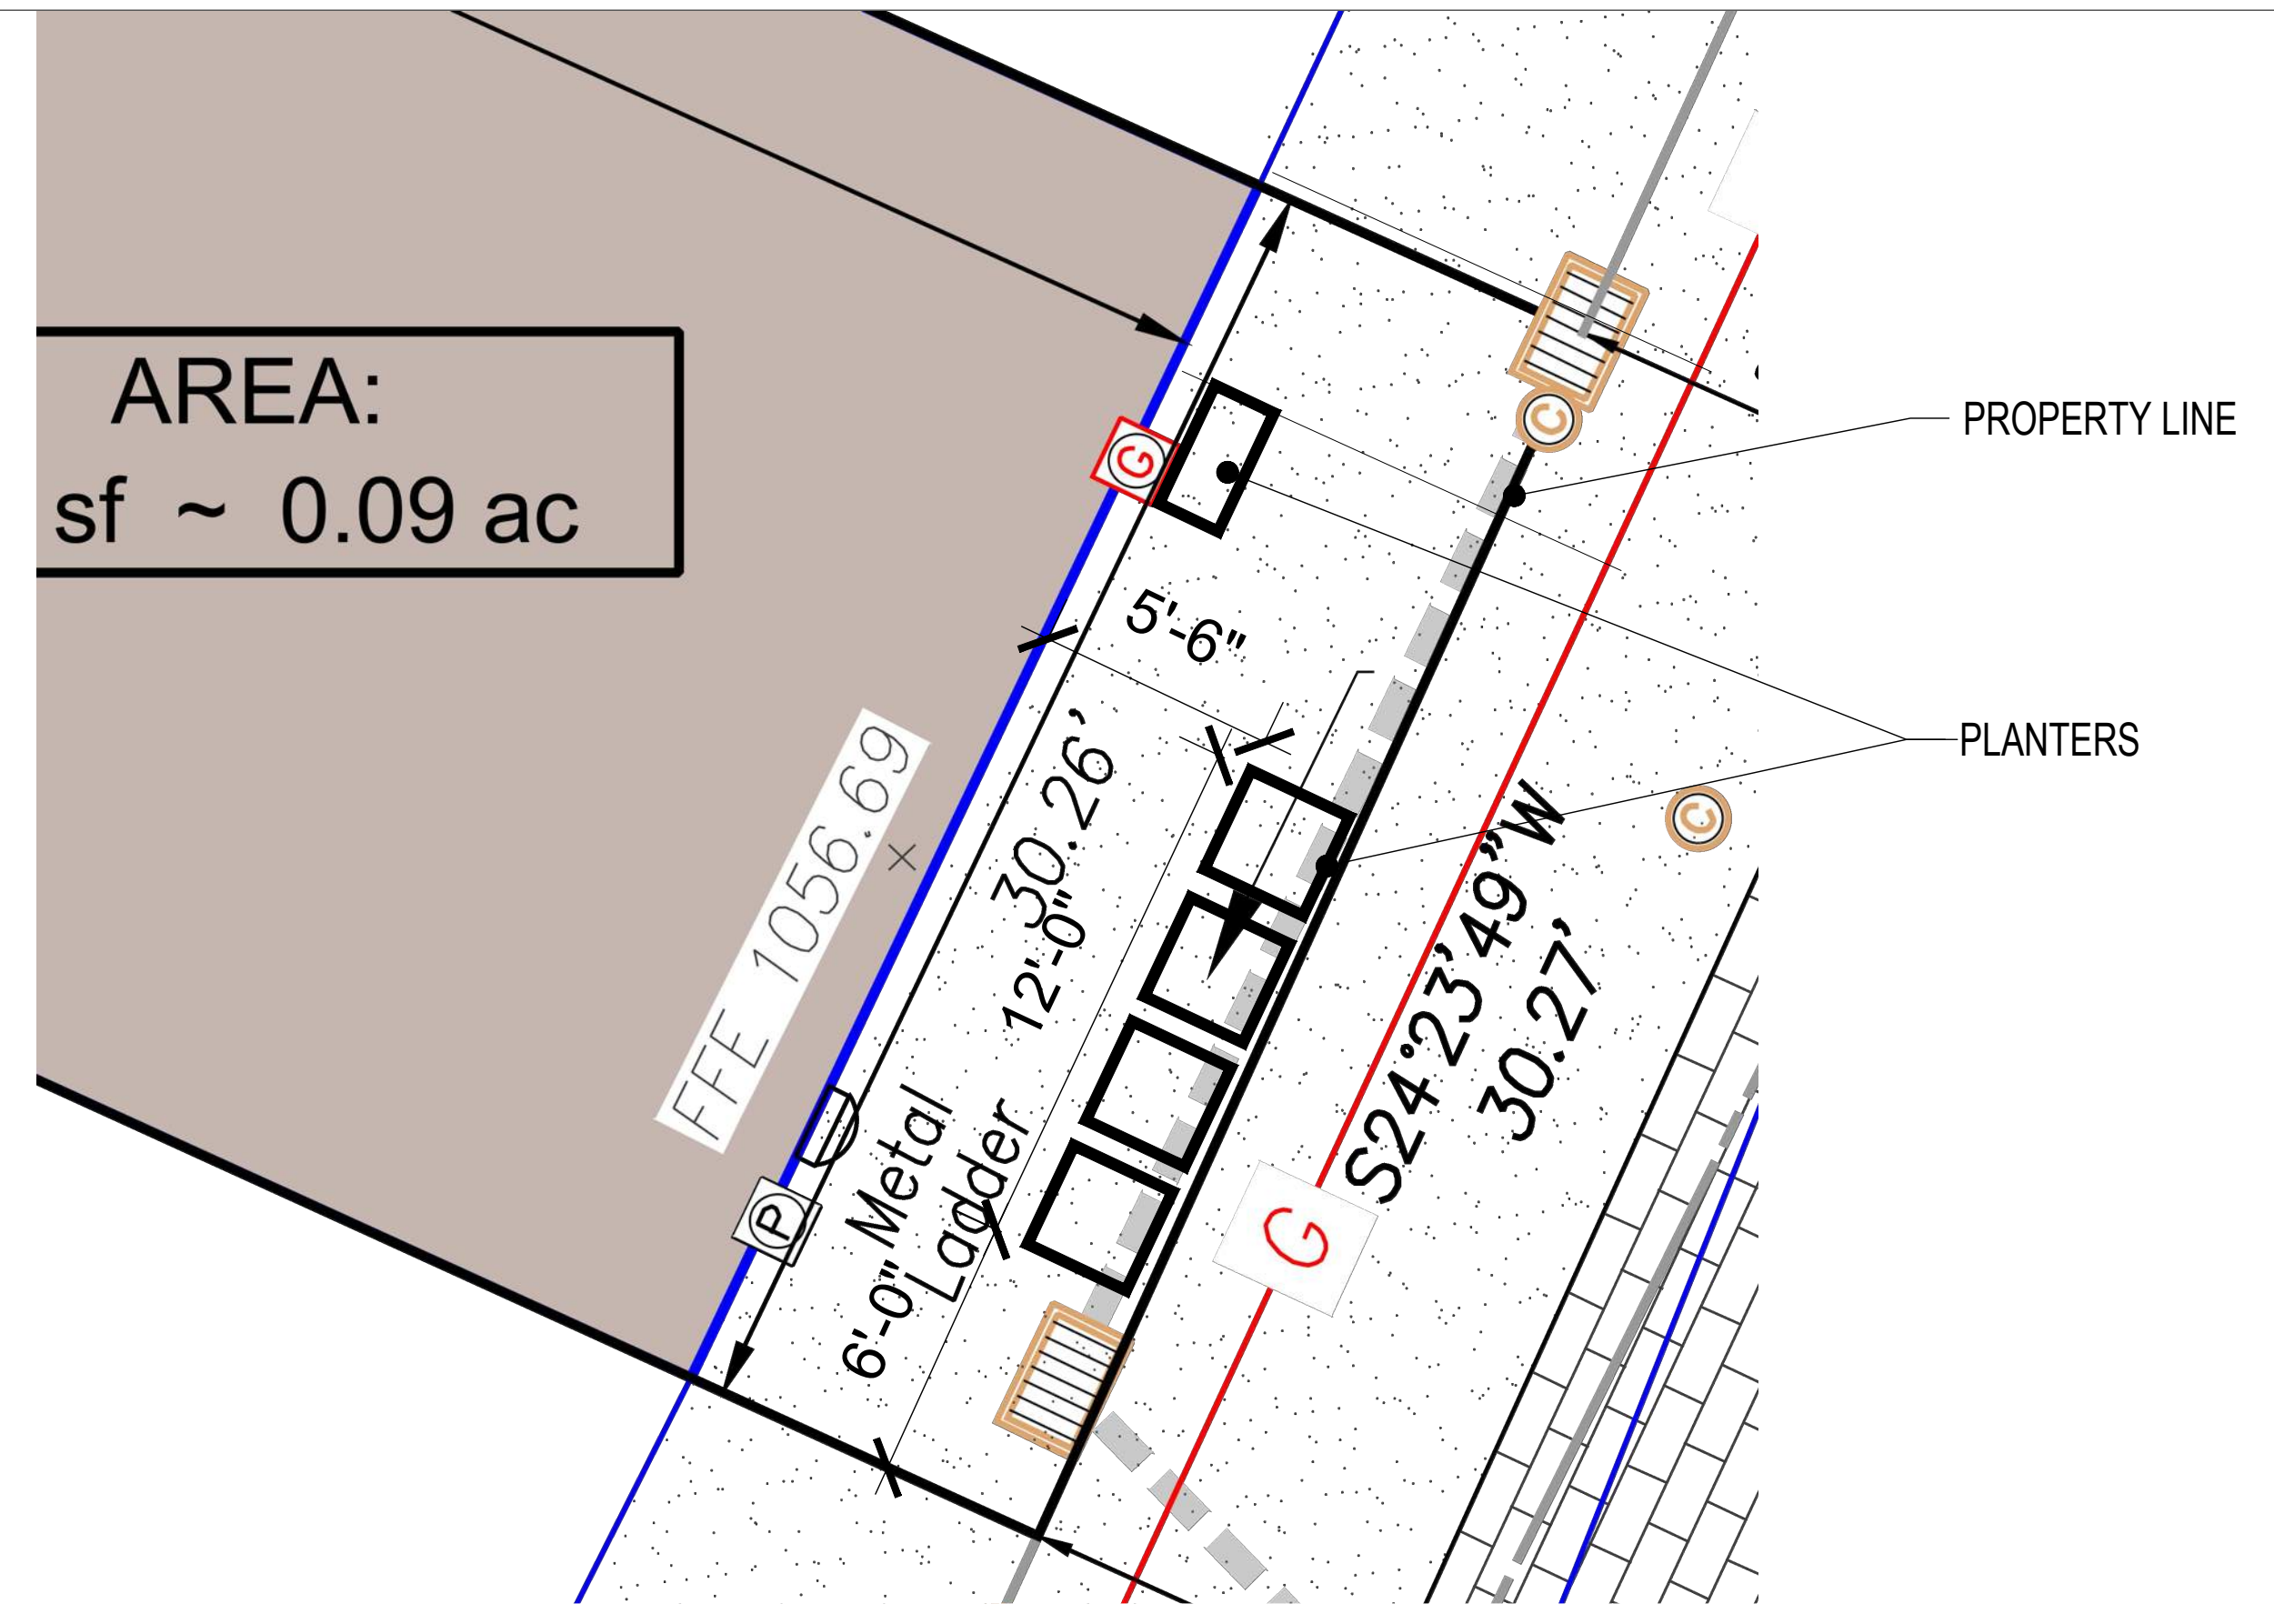 AREA:
sf ~ 0.09 ac
G
C
PROPERTY LINE
5'-6"
PLANTERS
30.26'
12'-0"
FFE 1056.69
C
S24°23'49"W
30.27'
Metal
Ladder
P
6'-0"
G